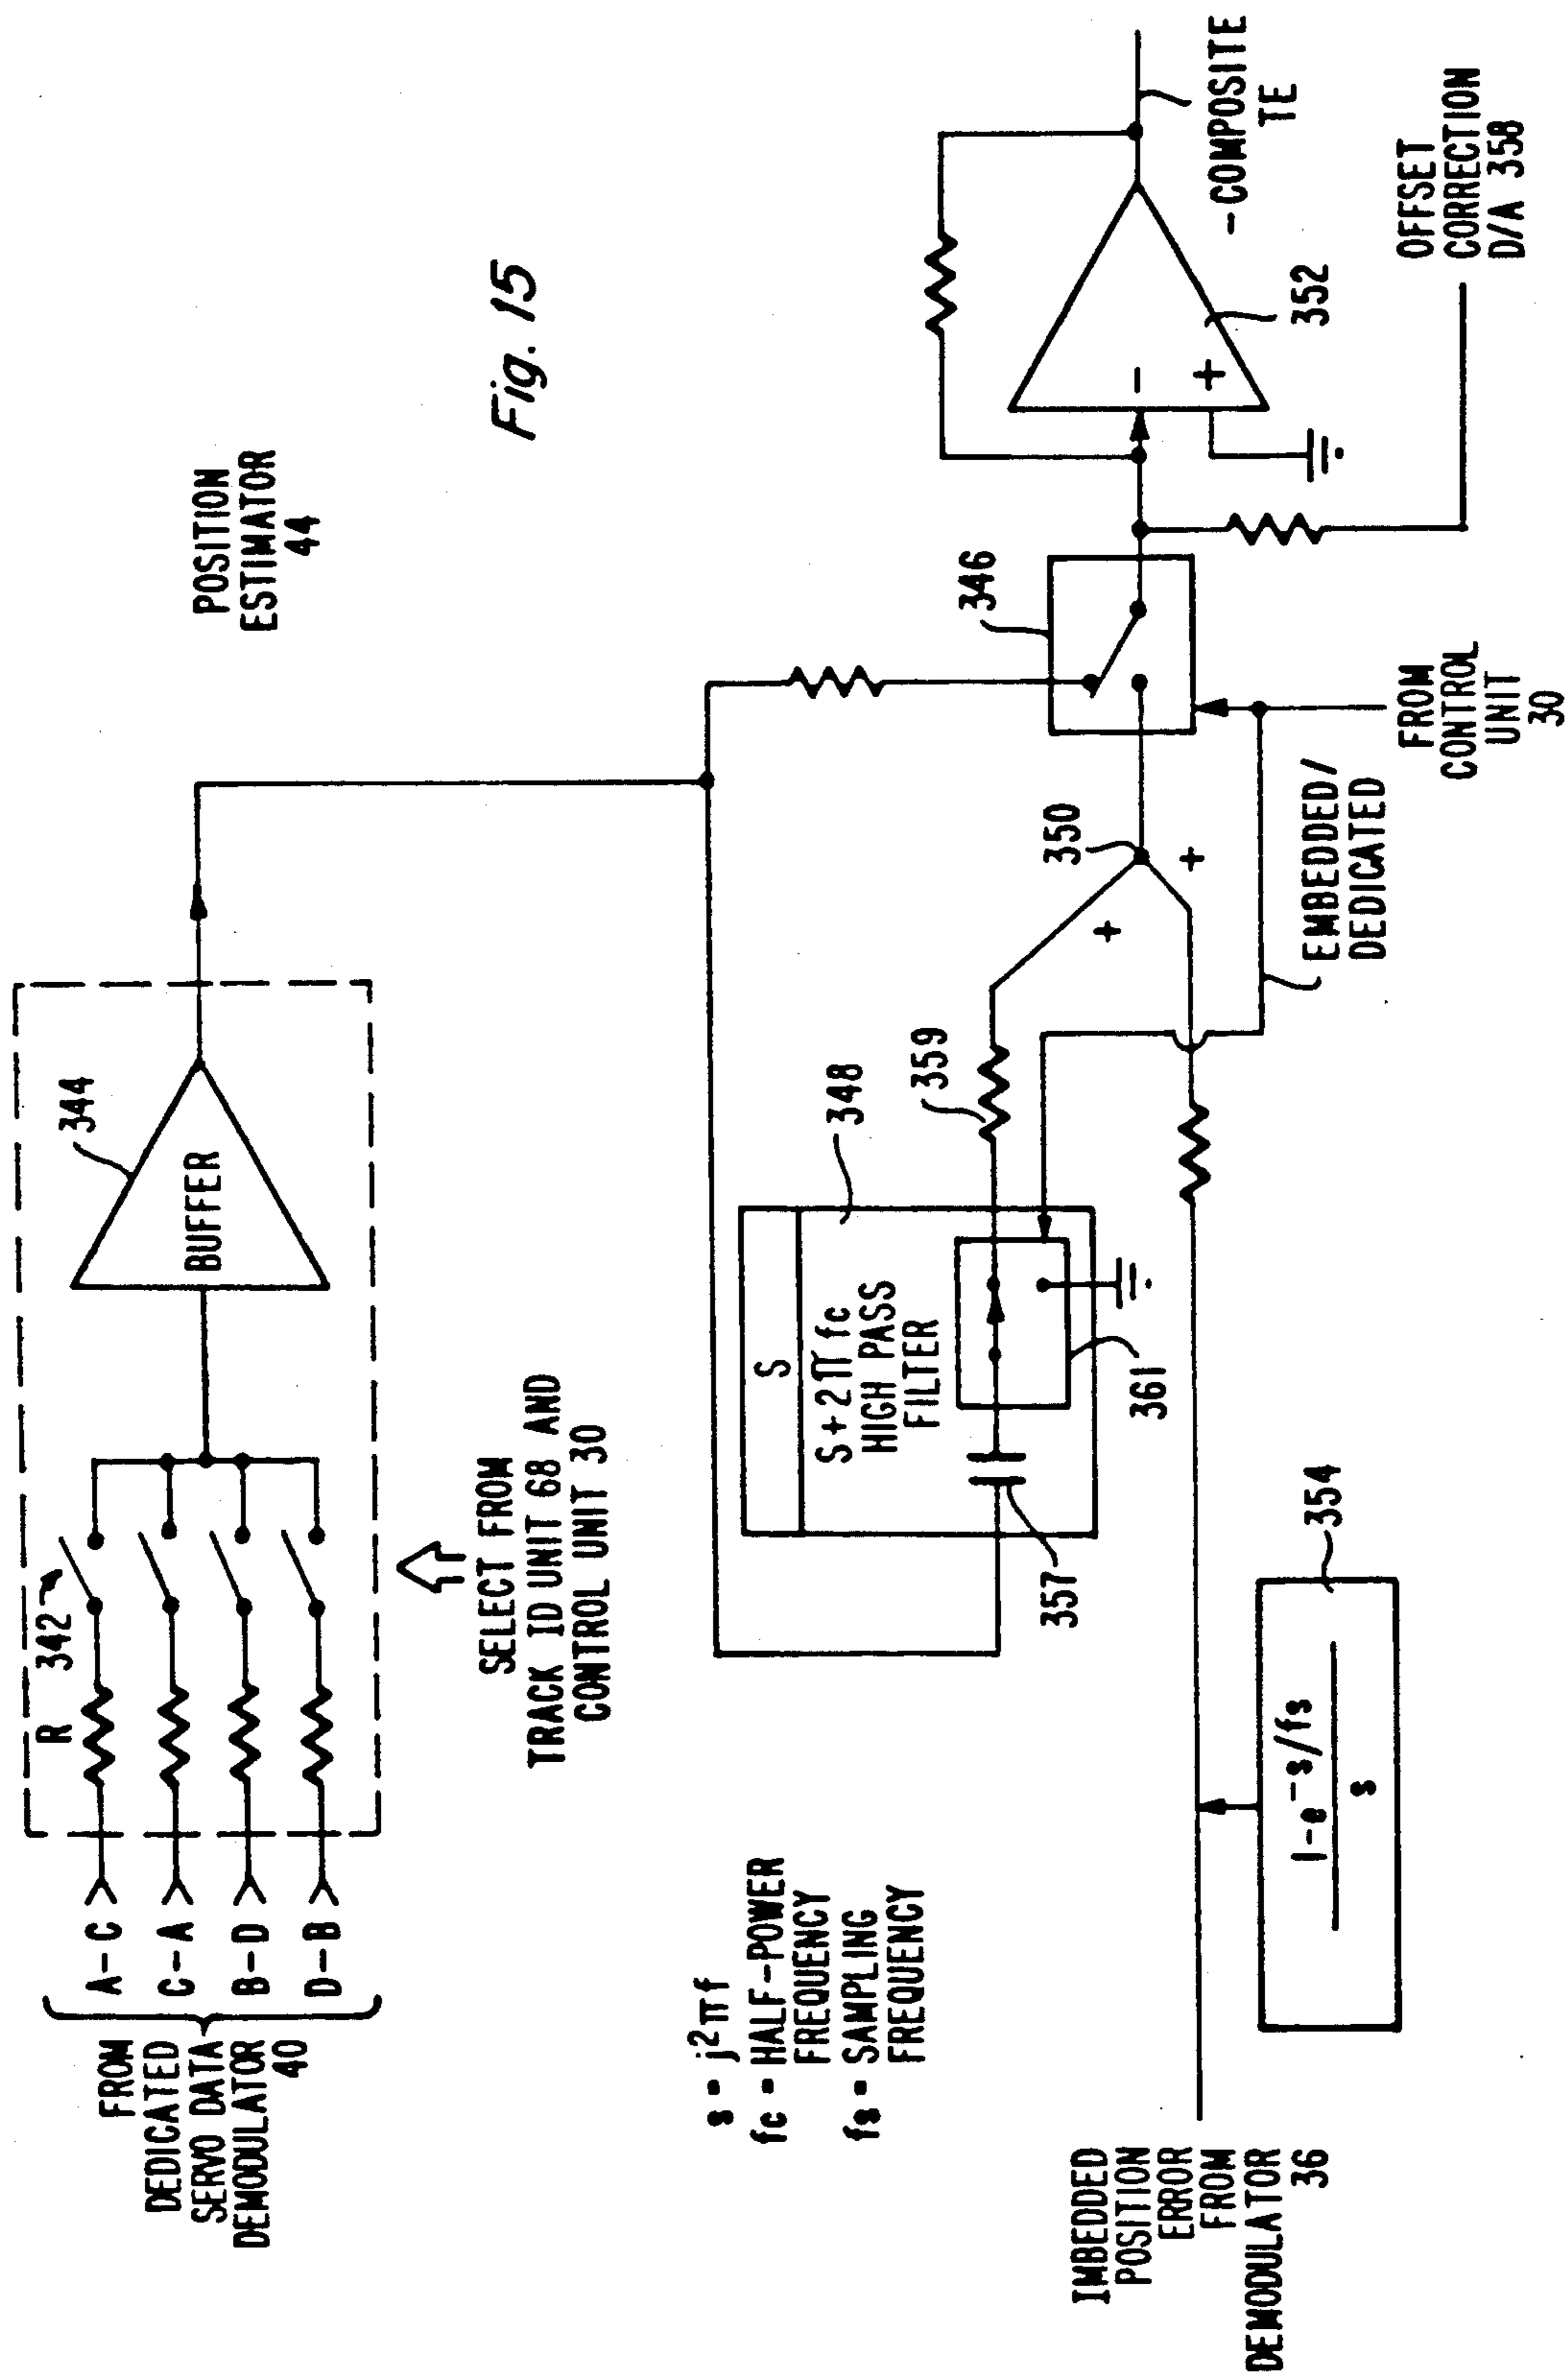 Fig. 15
POSITION
ESTIMATOR
44
FROM
DEDICATED
SERVO DATA
DEMODULATOR
40
A-C
C-A
B-D
D-B
R
342
BUFFER
344
SELECT FROM
TRACK ID UNIT 68 AND
CONTROL UNIT 30
s = j2πf
fc = HALF-POWER
FREQUENCY
fs = SAMPLING
FREQUENCY
S
S+2π fc
HIGH PASS
FILTER
348
357
361
359
350
+
+
346
EMBEDDED/
DEDICATED
FROM
CONTROL
UNIT
30
-
+
352
-COMPOSITE
TE
OFFSET
CORRECTION
D/A 358
IMBEDDED
POSITION
ERROR
FROM
DEMODULATOR
36
1-e-s/fs
s
354